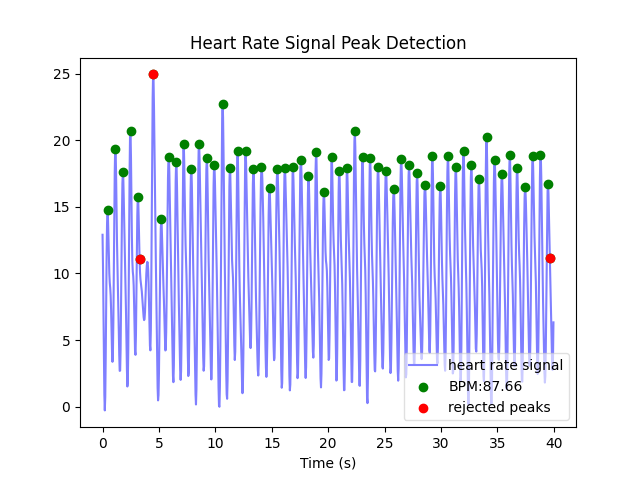 Heart Rate Signal Peak Detection
25
20
15
10
5
0
heart rate signal
BPM:87.66
rejected peaks
0 5 10 15 20 25 30 35 40
Time (s)